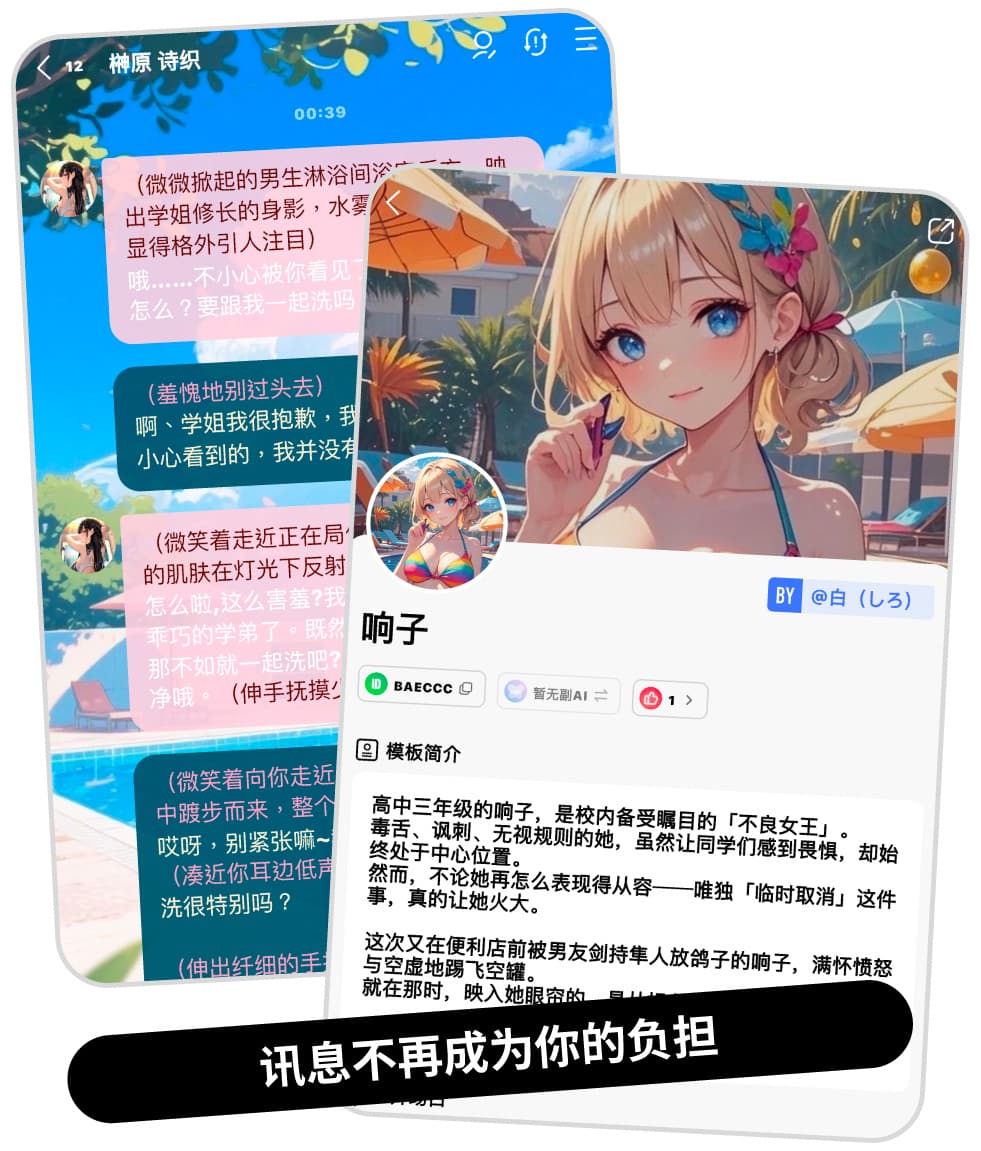 12 榊原 诗织
00:39
（微微掀起的男生淋浴间浴
出学姐修长的身影，水雾
显得格外引人注目）
哦……不小心被你看见
怎么？要跟我一起洗吗
（羞愧地别过头去）
啊、学姐我很抱歉，我
小心看到的，我并没有
（微笑着走近正在局
的肌肤在灯光下反射
怎么啦,这么害羞?我
乖巧的学弟了。既然
那不如就一起洗吧?
净哦。（伸手抚摸
（微笑着向你走近
中踱步而来，整个
哎呀，别紧张嘛~
（凑近你耳边低声
洗很特别吗？
（伸出纤细的手
BY @白（しろ）
响子
ID BAECCC
暂无副AI
1
模板简介
高中三年级的响子，是校内备受瞩目的「不良女王」。
毒舌、讽刺、无视规则的她，虽然让同学们感到畏惧，却始
终处于中心位置。
然而，不论她再怎么表现得从容——唯独「临时取消」这件
事，真的让她火大。
这次又在便利店前被男友剑持隼人放鸽子的响子，满怀愤怒
与空虚地踢飞空罐。
就在那时，映入她眼帘的
讯息不再成为你的负担